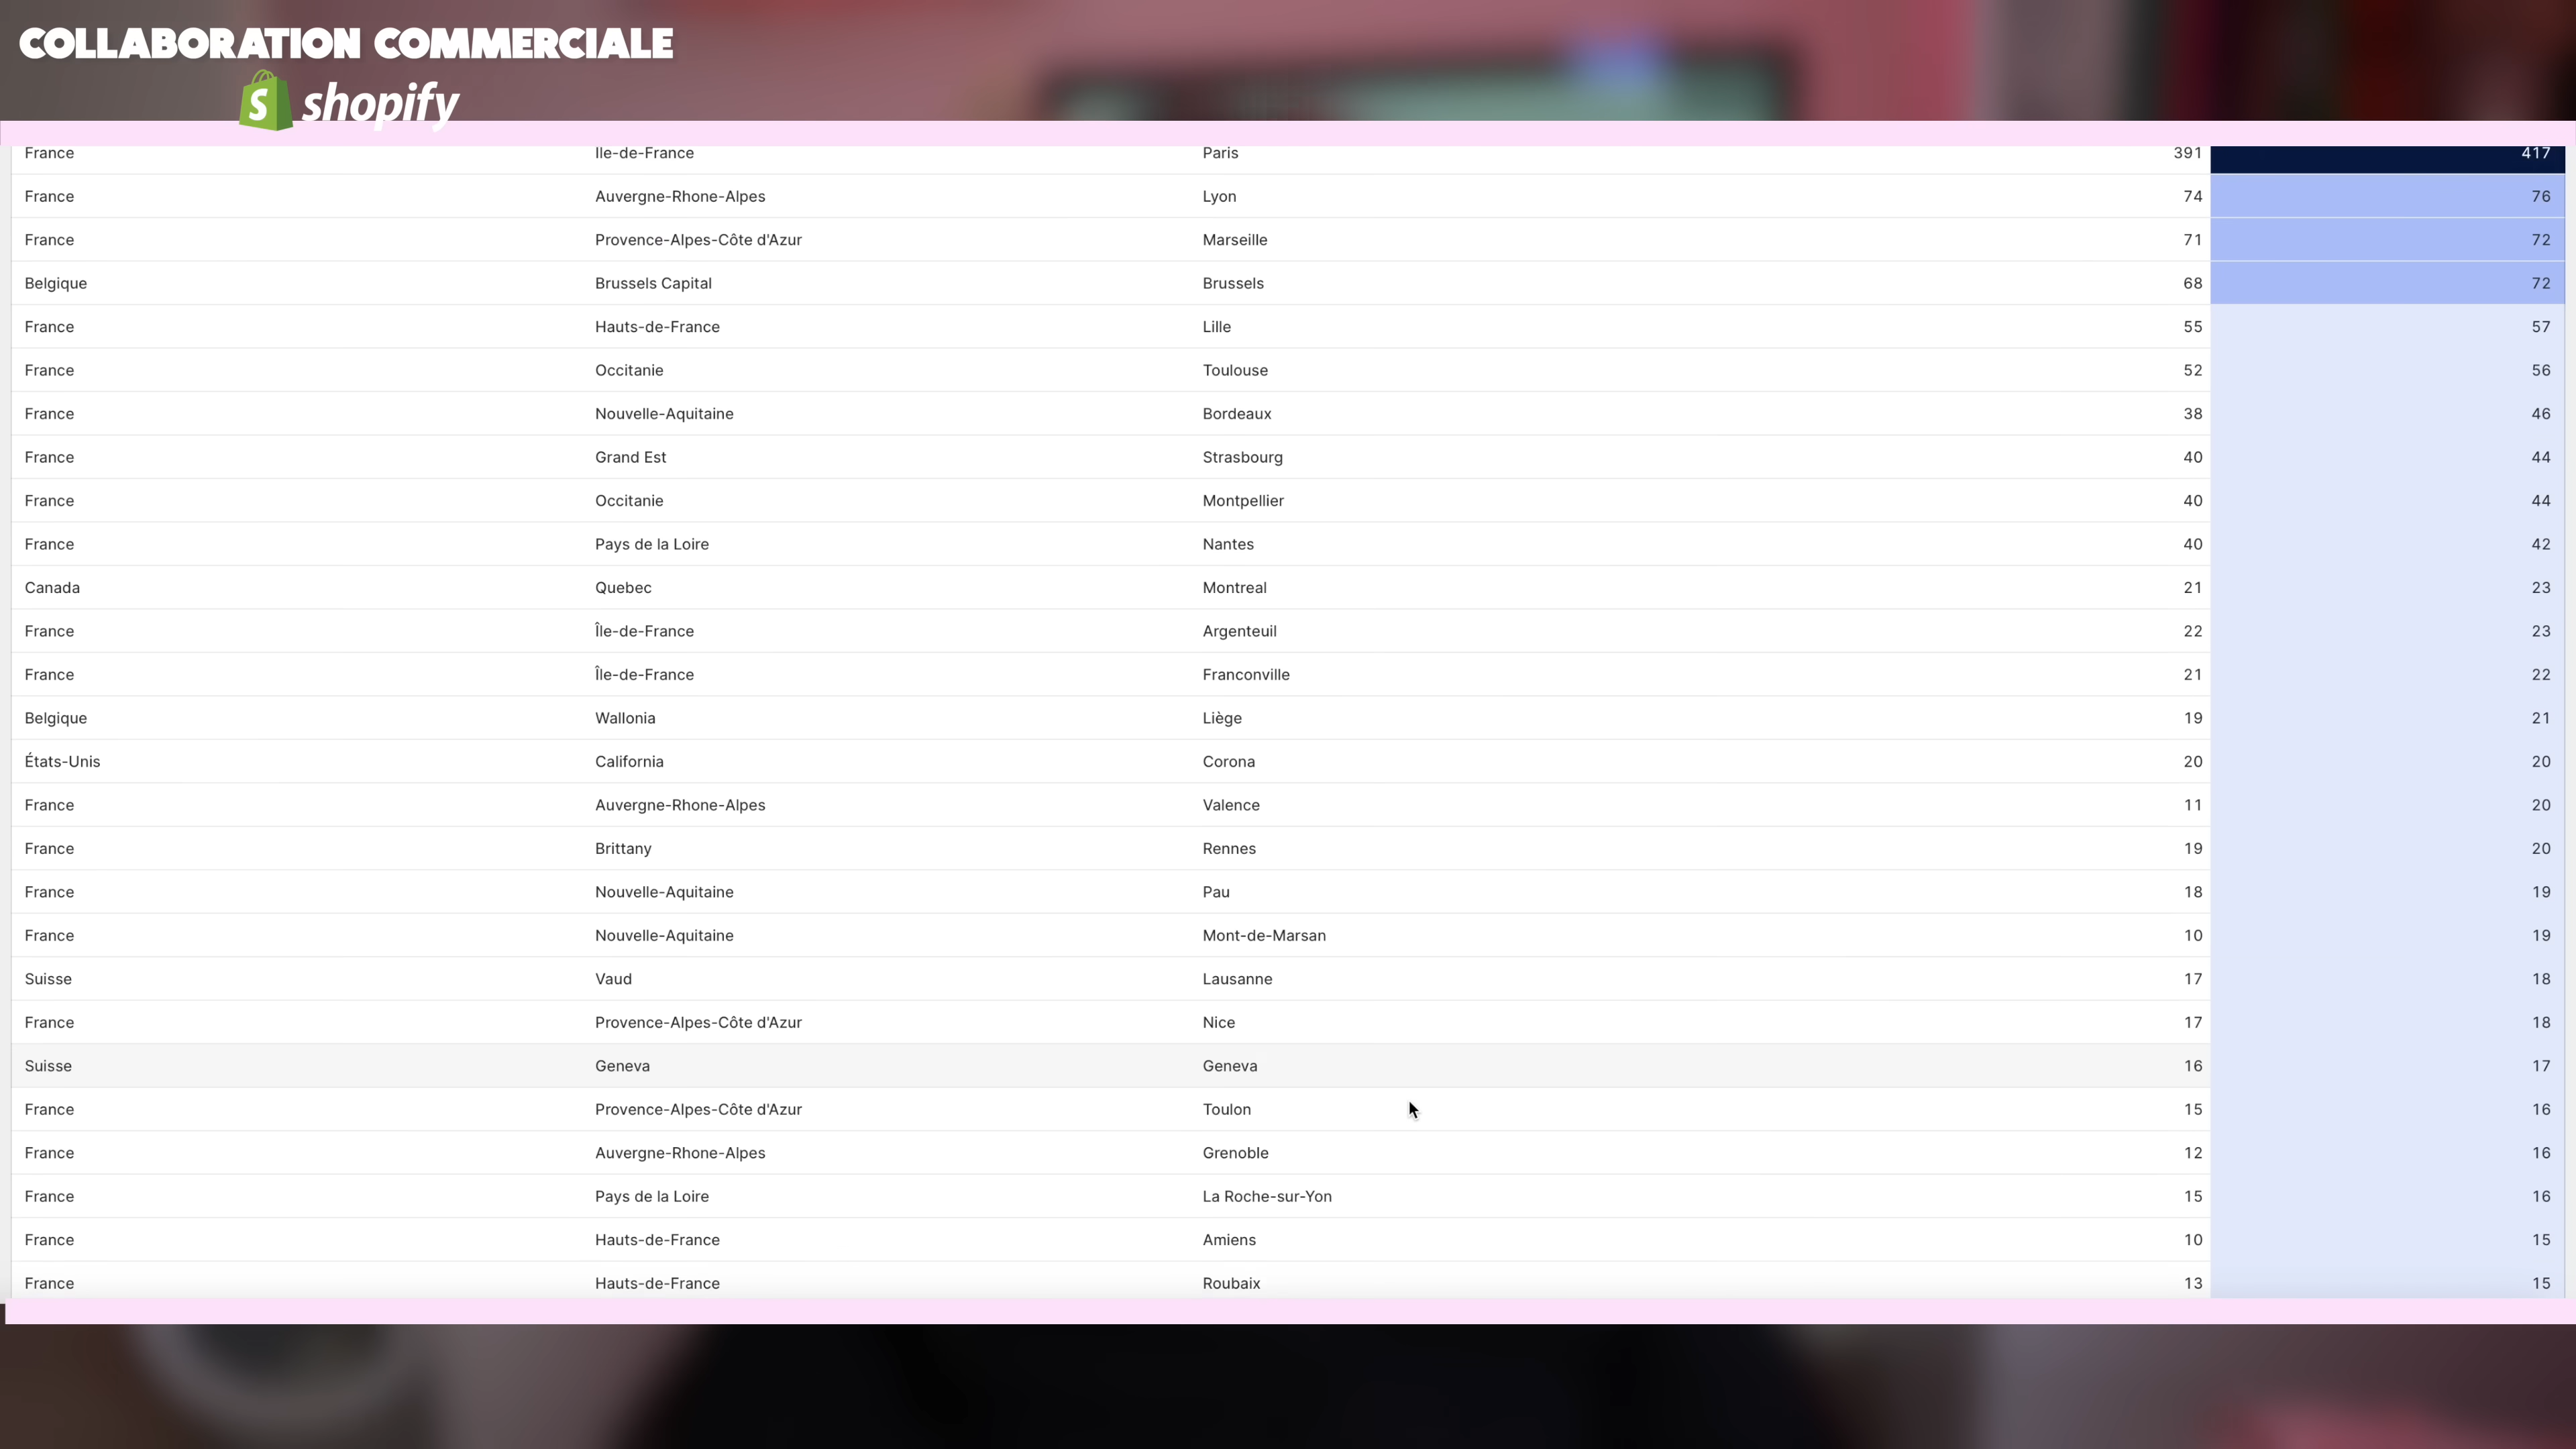 COLLABORATION COMMERCIALE
S shopify
France Île-de-France Paris 391 417
France Auvergne-Rhone-Alpes Lyon 74 76
France Provence-Alpes-Côte d'Azur Marseille 71 72
Belgique Brussels Capital Brussels 68 72
France Hauts-de-France Lille 55 57
France Occitanie Toulouse 52 56
France Nouvelle-Aquitaine Bordeaux 38 46
France Grand Est Strasbourg 40 44
France Occitanie Montpellier 40 44
France Pays de la Loire Nantes 40 42
Canada Quebec Montreal 21 23
France Île-de-France Argenteuil 22 23
France Île-de-France Franconville 21 22
Belgique Wallonia Liège 19 21
États-Unis California Corona 20 20
France Auvergne-Rhone-Alpes Valence 11 20
France Brittany Rennes 19 20
France Nouvelle-Aquitaine Pau 18 19
France Nouvelle-Aquitaine Mont-de-Marsan 10 19
Suisse Vaud Lausanne 17 18
France Provence-Alpes-Côte d'Azur Nice 17 18
Suisse Geneva Geneva 16 17
France Provence-Alpes-Côte d'Azur Toulon 15 16
France Auvergne-Rhone-Alpes Grenoble 12 16
France Pays de la Loire La Roche-sur-Yon 15 16
France Hauts-de-France Amiens 10 15
France Hauts-de-France Roubaix 13 15